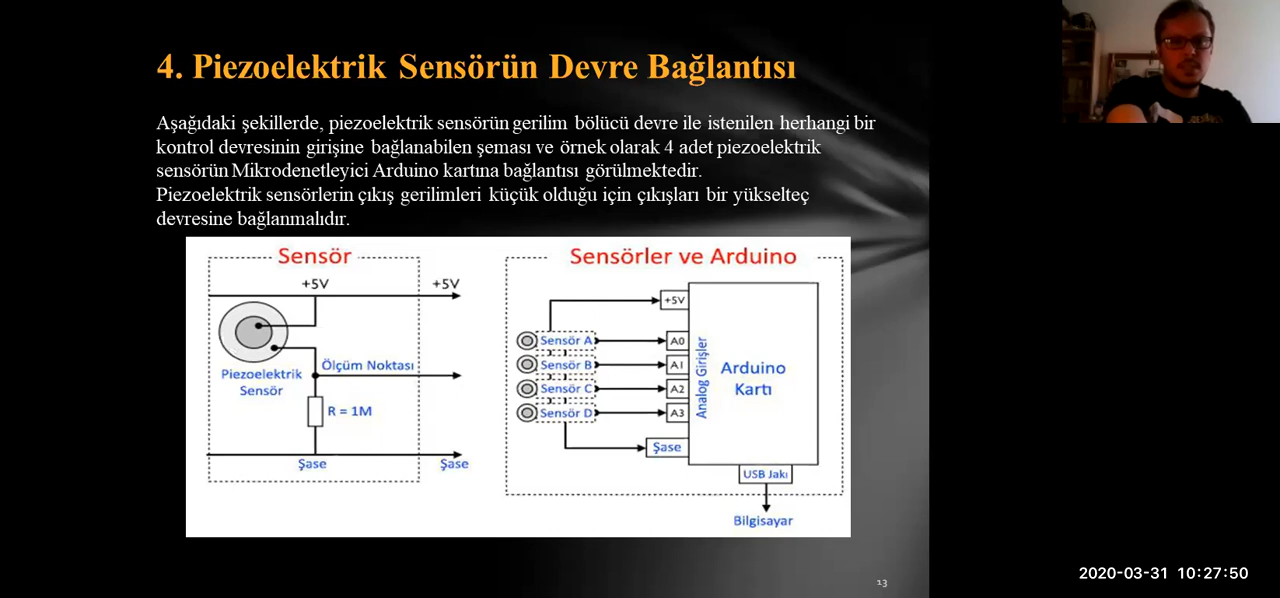 4. Piezoelektrik Sensörün Devre Bağlantısı
Aşağıdaki şekillerde, piezoelektrik sensörün gerilim bölücü devre ile istenilen herhangi bir
kontrol devresinin girişine bağlanabilen şeması ve örnek olarak 4 adet piezoelektrik
sensörün Mikrodenetleyici Arduino kartına bağlantısı görülmektedir.
Piezoelektrik sensörlerin çıkış gerilimleri küçük olduğu için çıkışları bir yükselteç
devresine bağlanmalıdır.
Sensör
+5V
+5V
Piezoelektrik
Sensör
Ölçüm Noktası
R = 1M
Şase
Şase
Sensörler ve Arduino
+5V
Sensör A
A0
Sensör B
A1
Sensör C
A2
Sensör D
A3
Şase
Analog Girişler
Arduino
Kartı
USB Jakı
Bilgisayar
13
2020-03-31 10:27:50